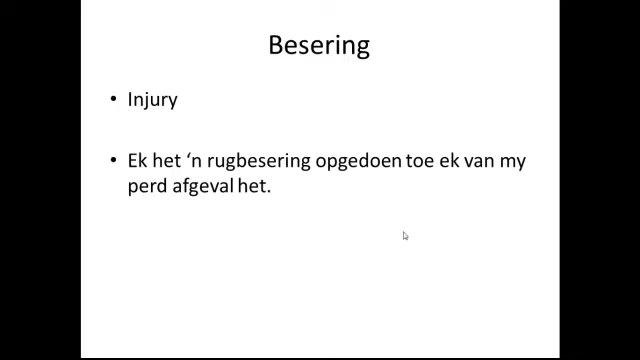 Besering
• Injury
• Ek het ‘n rugbesering opgedoen toe ek van my
perd afgeval het.